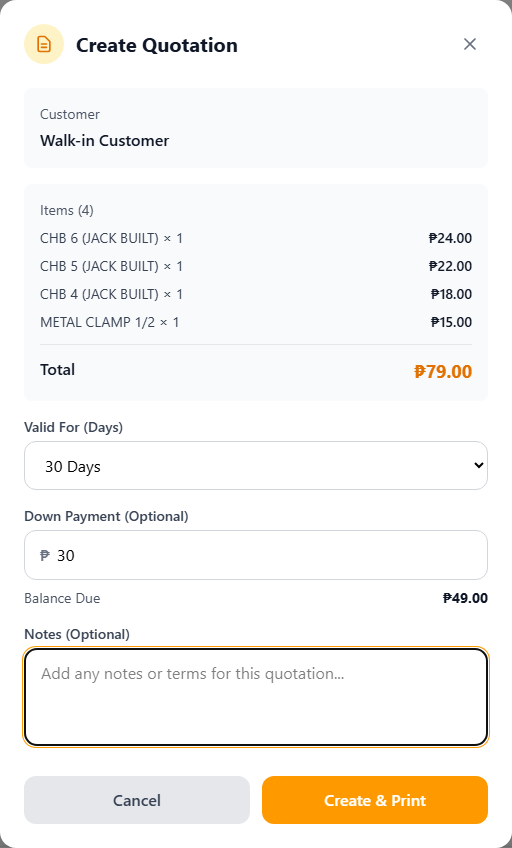 Create Quotation
Customer
Walk-in Customer
Items (4)
CHB 6 (JACK BUILT) × 1 ₱24.00
CHB 5 (JACK BUILT) × 1 ₱22.00
CHB 4 (JACK BUILT) × 1 ₱18.00
METAL CLAMP 1/2 × 1 ₱15.00
Total ₱79.00
Valid For (Days)
30 Days
Down Payment (Optional)
₱ 30
Balance Due ₱49.00
Notes (Optional)
Add any notes or terms for this quotation...
Cancel Create & Print